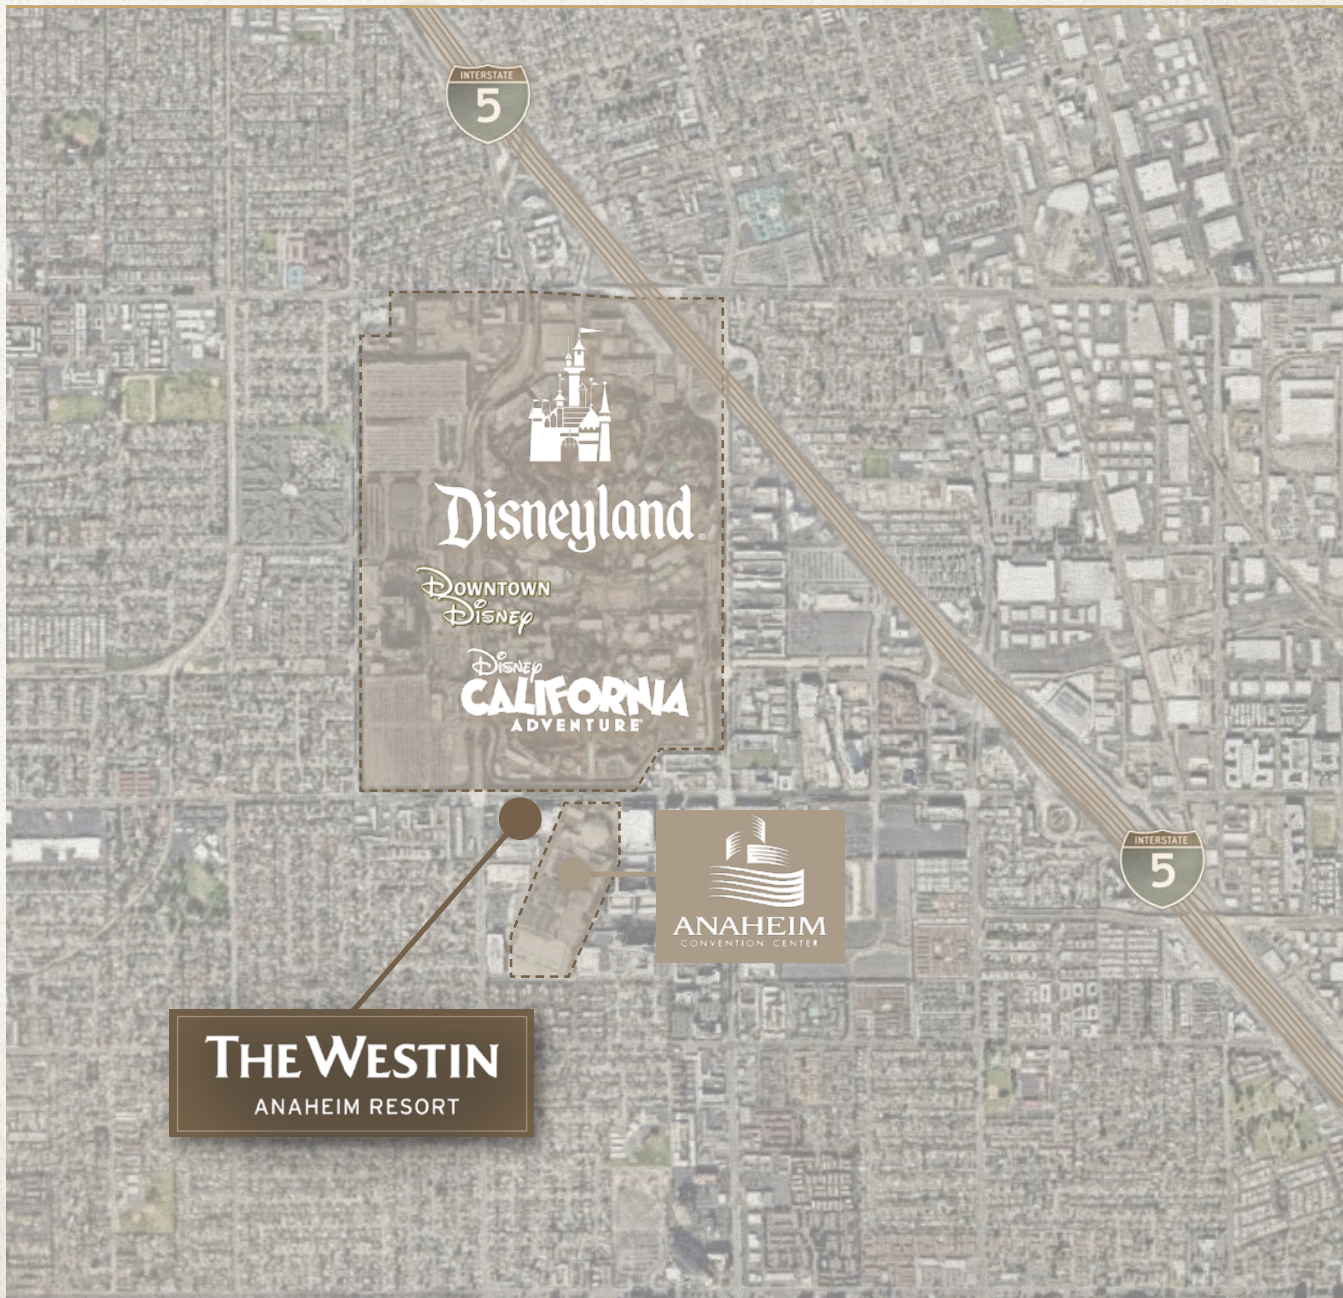 INTERSTATE
5
Disneyland®
DOWNTOWN
DISNEY
DISNEY
CALIFORNIA
ADVENTURE
ANAHEIM
CONVENTION CENTER
INTERSTATE
5
THE WESTIN
ANAHEIM RESORT